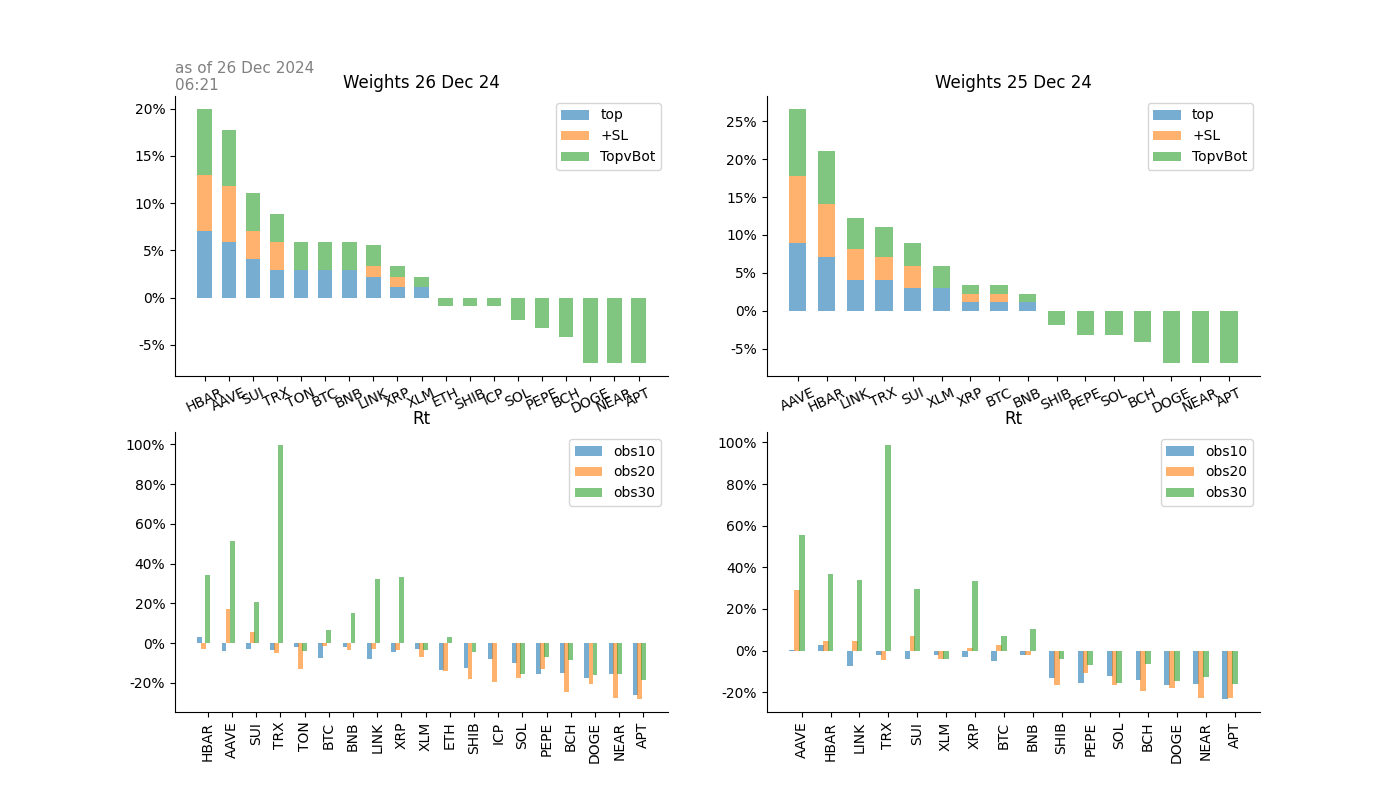 as of 26 Dec 2024
06:21
Weights 26 Dec 24
20%
15%
10%
5%
0%
-5%
top
+SL
TopvBot
HBAR AAVE SUI TRX TON BTC BNB LINK XRP XLM ETH SHIB ICP SOL PEPE BCH DOGE NEAR APT
Weights 25 Dec 24
25%
20%
15%
10%
5%
0%
-5%
top
+SL
TopvBot
AAVE HBAR LINK TRX SUI XLM XRP BTC BNB SHIB PEPE SOL BCH DOGE NEAR APT
Rt
100%
80%
60%
40%
20%
0%
-20%
obs10
obs20
obs30
HBAR AAVE SUI TRX TON BTC BNB LINK XRP XLM ETH SHIB ICP SOL PEPE BCH DOGE NEAR APT
Rt
100%
80%
60%
40%
20%
0%
-20%
obs10
obs20
obs30
AAVE HBAR LINK TRX SUI XLM XRP BTC BNB SHIB PEPE SOL BCH DOGE NEAR APT